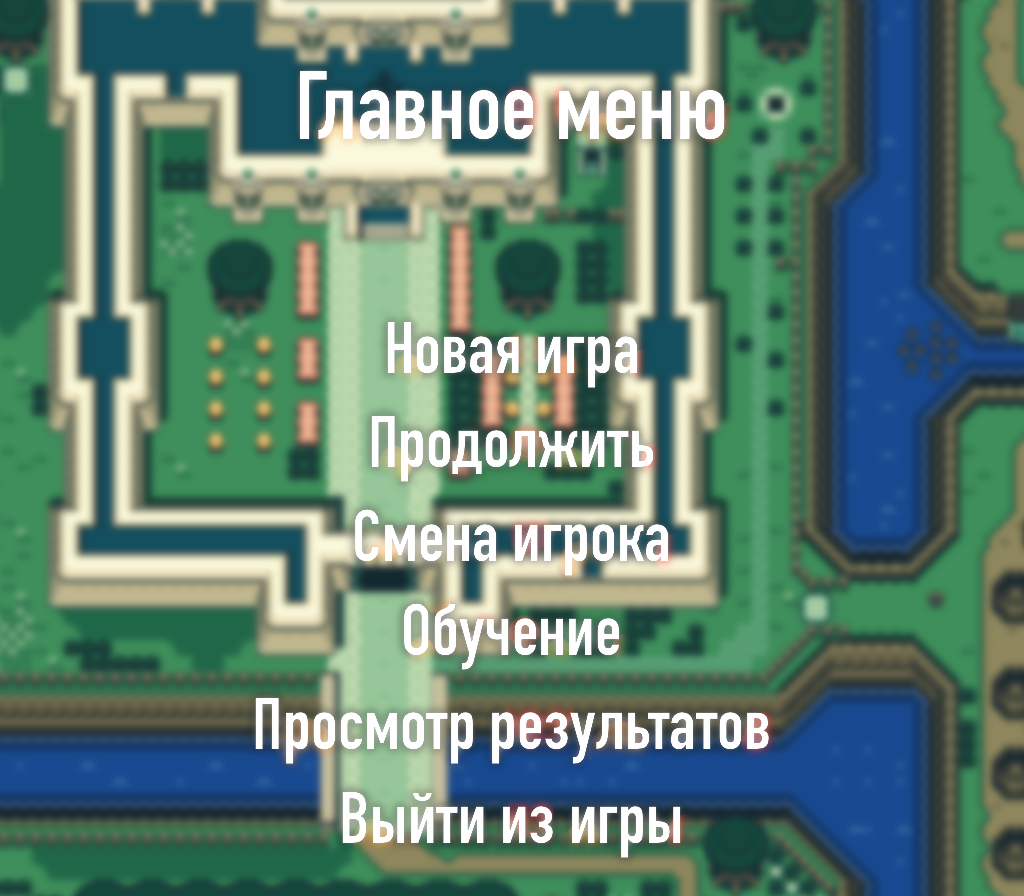 Главное меню
Новая игра
Продолжить
Смена игрока
Обучение
Просмотр результатов
Выйти из игры